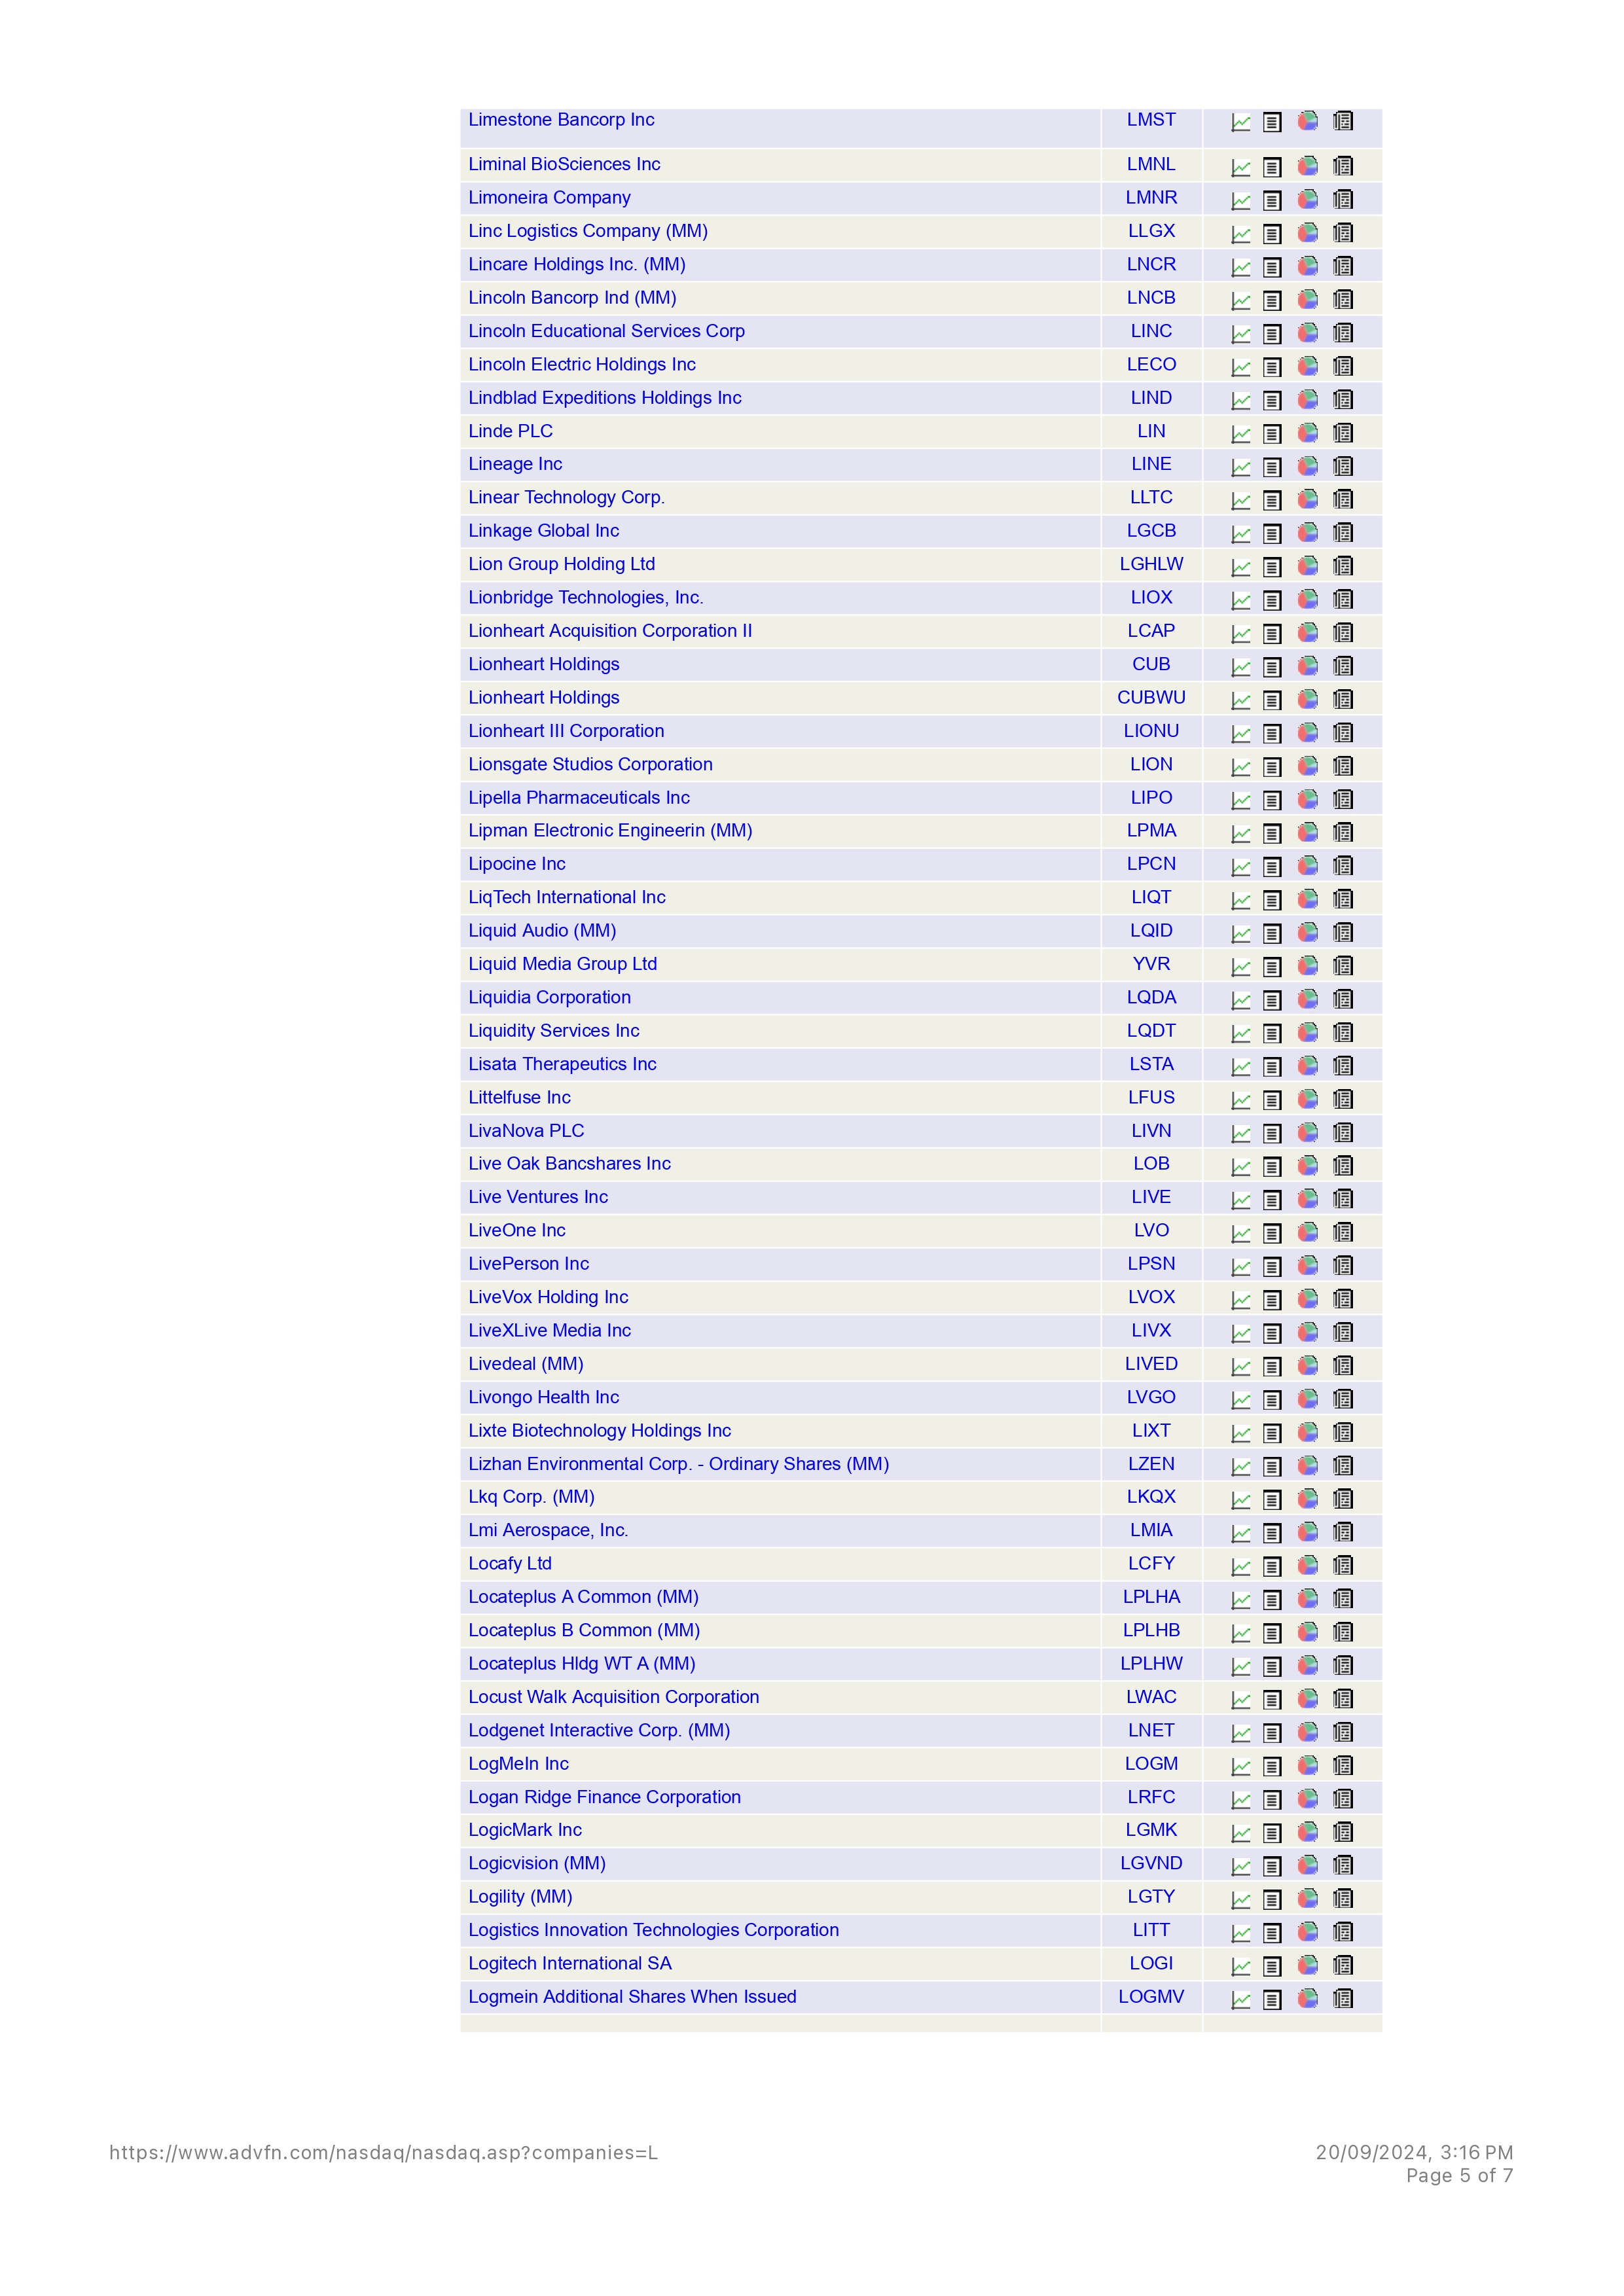 Limestone Bancorp Inc LMST
Liminal BioSciences Inc LMNL
Limoneira Company LMNR
Linc Logistics Company (MM) LLGX
Lincare Holdings Inc. (MM) LNCR
Lincoln Bancorp Ind (MM) LNCB
Lincoln Educational Services Corp LINC
Lincoln Electric Holdings Inc LECO
Lindblad Expeditions Holdings Inc LIND
Linde PLC LIN
Lineage Inc LINE
Linear Technology Corp. LLTC
Linkage Global Inc LGCB
Lion Group Holding Ltd LGHLW
Lionbridge Technologies, Inc. LIOX
Lionheart Acquisition Corporation II LCAP
Lionheart Holdings CUB
Lionheart Holdings CUBWU
Lionheart III Corporation LIONU
Lionsgate Studios Corporation LION
Lipella Pharmaceuticals Inc LIPO
Lipman Electronic Engineerin (MM) LPMA
Lipocine Inc LPCN
LiqTech International Inc LIQT
Liquid Audio (MM) LQID
Liquid Media Group Ltd YVR
Liquidia Corporation LQDA
Liquidity Services Inc LQDT
Lisata Therapeutics Inc LSTA
Littelfuse Inc LFUS
LivaNova PLC LIVN
Live Oak Bancshares Inc LOB
Live Ventures Inc LIVE
LiveOne Inc LVO
LivePerson Inc LPSN
LiveVox Holding Inc LVOX
LiveXLive Media Inc LIVX
Livedeal (MM) LIVED
Livongo Health Inc LVGO
Lixte Biotechnology Holdings Inc LIXT
Lizhan Environmental Corp. - Ordinary Shares (MM) LZEN
Lkq Corp. (MM) LKQX
Lmi Aerospace, Inc. LMIA
Locafy Ltd LCFY
Locateplus A Common (MM) LPLHA
Locateplus B Common (MM) LPLHB
Locateplus Hldg WT A (MM) LPLHW
Locust Walk Acquisition Corporation LWAC
Lodgenet Interactive Corp. (MM) LNET
LogMeIn Inc LOGM
Logan Ridge Finance Corporation LRFC
LogicMark Inc LGMK
Logicvision (MM) LGVND
Logility (MM) LGTY
Logistics Innovation Technologies Corporation LITT
Logitech International SA LOGI
Logmein Additional Shares When Issued LOGMV
https://www.advfn.com/nasdaq/nasdaq.asp?companies=L 20/09/2024, 3:16 PM
Page 5 of 7